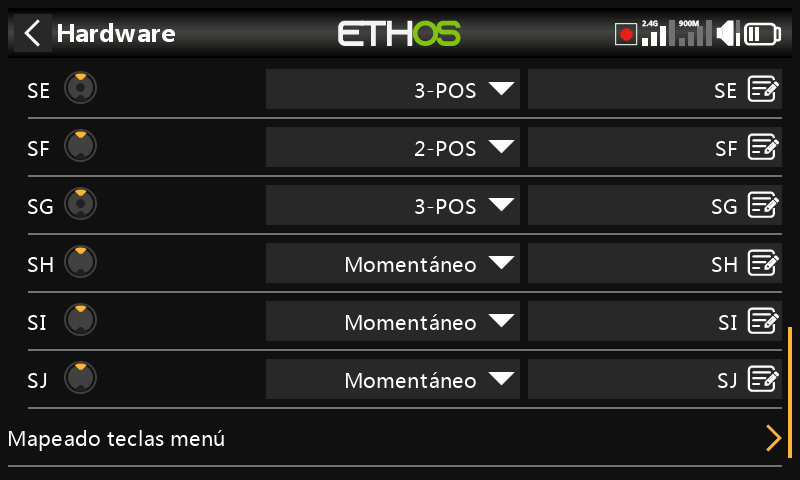 Hardware ETHOS 2.4G 900M
SE 3-POS SE
SF 2-POS SF
SG 3-POS SG
SH Momentáneo SH
SI Momentáneo SI
SJ Momentáneo SJ
Mapeado teclas menú